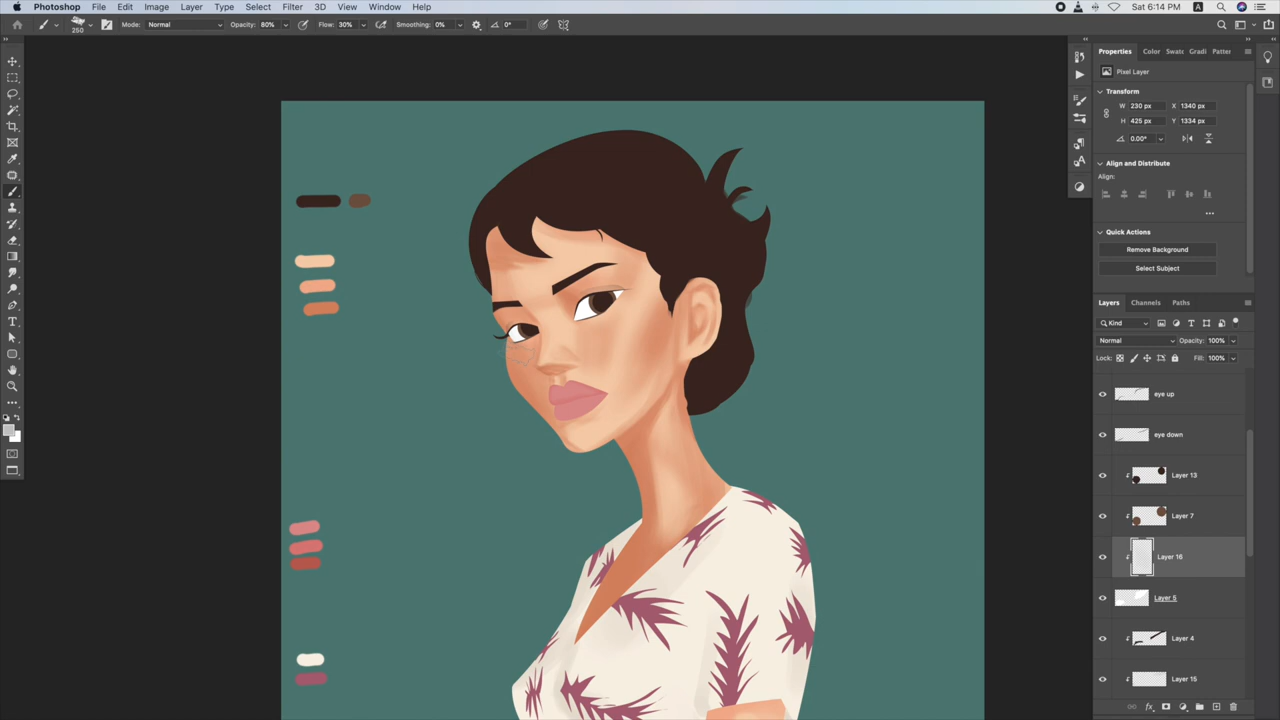 Photoshop File Edit Image Layer Type Select Filter 3D View Window Help Sat 6:14 PM A
250 Mode: Normal Opacity: 80% Flow: 30% Smoothing: 0% 0°
Properties Color Swatc Gradi Patter
Pixel Layer
Transform
W 230 px X 1340 px
H 425 px Y 1334 px
0.00°
Align and Distribute
Align:
Quick Actions
Remove Background
Select Subject
Layers Channels Paths
Kind
Normal Opacity: 100%
Lock: Fill: 100%
eye up
eye down
Layer 13
Layer 7
Layer 16
Layer 5
Layer 4
Layer 15
fx